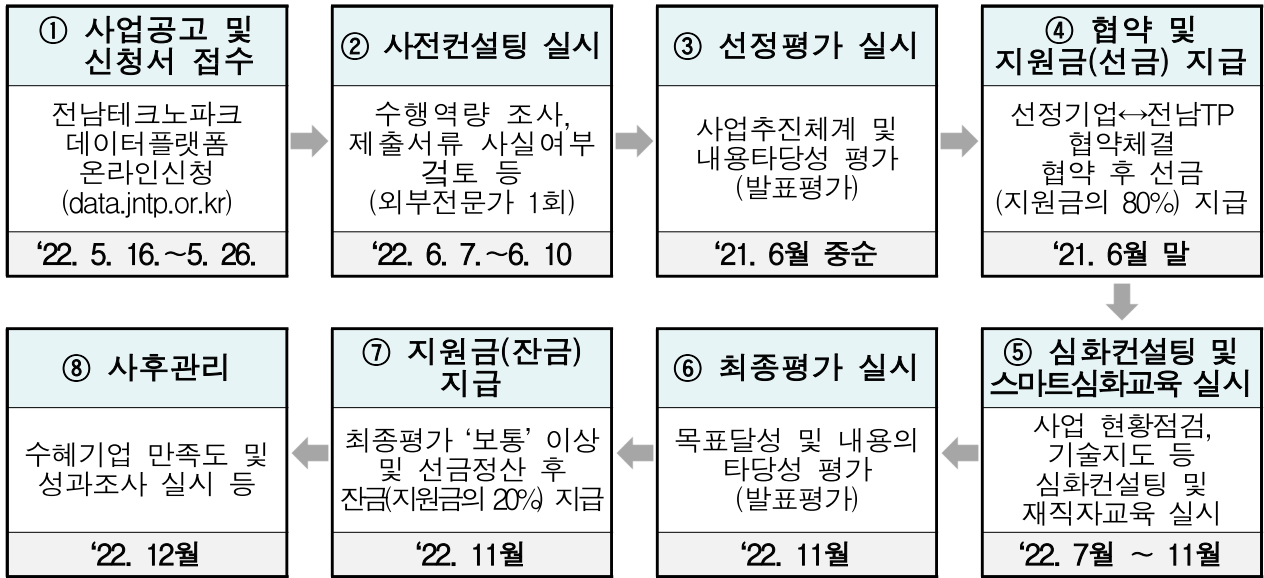 ① 사업공고 및
신청서 접수
전남테크노파크
데이터플랫폼
온라인신청
(data.jntp.or.kr)
‘22. 5. 16.~5. 26.
② 사전컨설팅 실시
수행역량 조사,
제출서류 사실여부
검토 등
(외부전문가 1회)
‘22. 6. 7.~6. 10
③ 선정평가 실시
사업추진체계 및
내용타당성 평가
(발표평가)
‘21. 6월 중순
④ 협약 및
지원금(선금) 지급
선정기업↔전남TP
협약체결
협약 후 선금
(지원금의 80%) 지급
‘21. 6월 말
⑤ 심화컨설팅 및
스마트심화교육 실시
사업 현황점검,
기술지도 등
심화컨설팅 및
재직자교육 실시
‘22. 7월 ~ 11월
⑥ 최종평가 실시
목표달성 및 내용의
타당성 평가
(발표평가)
‘22. 11월
⑦ 지원금(잔금)
지급
최종평가 ‘보통’ 이상
및 선금정산 후
잔금(지원금의 20%) 지급
‘22. 11월
⑧ 사후관리
수혜기업 만족도 및
성과조사 실시 등
‘22. 12월